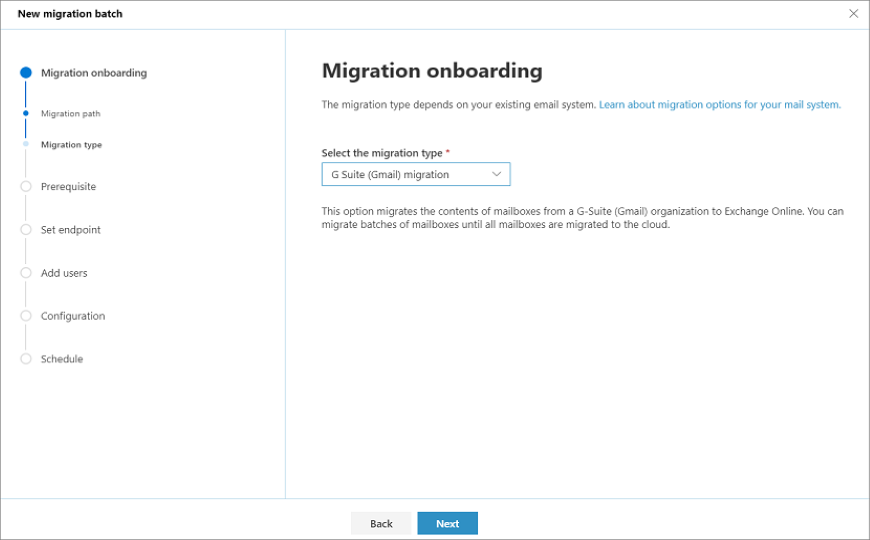 New migration batch
Migration onboarding
Migration path
Migration type
Prerequisite
Set endpoint
Add users
Configuration
Schedule
Migration onboarding
The migration type depends on your existing email system. Learn about migration options for your mail system.
Select the migration type *
G Suite (Gmail) migration
This option migrates the contents of mailboxes from a G-Suite (Gmail) organization to Exchange Online. You can
migrate batches of mailboxes until all mailboxes are migrated to the cloud.
Back
Next